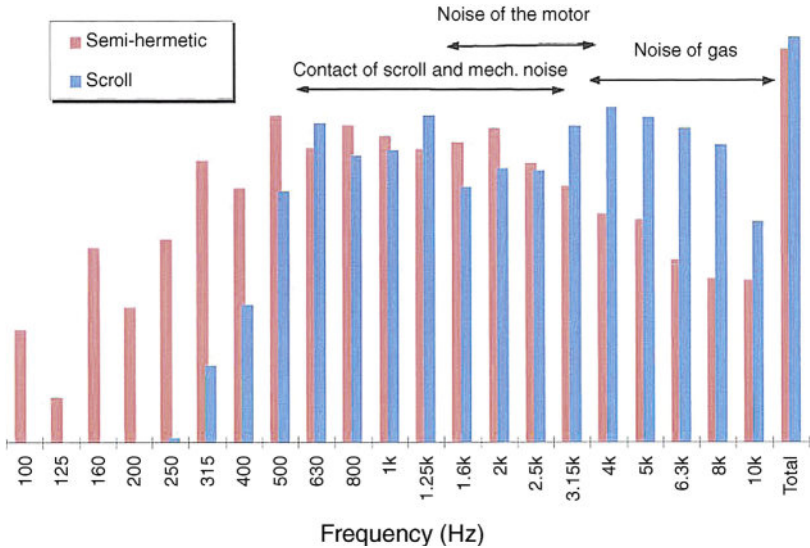 Noise of the motor
Semi-hermetic
Scroll
Contact of scroll and mech. noise
Noise of gas
100 125 160 200 250 315 400 500 630 800 1k 1.25k 1.6k 2k 2.5k 3.15k 4k 5k 6.3k 8k 10k Total
Frequency (Hz)